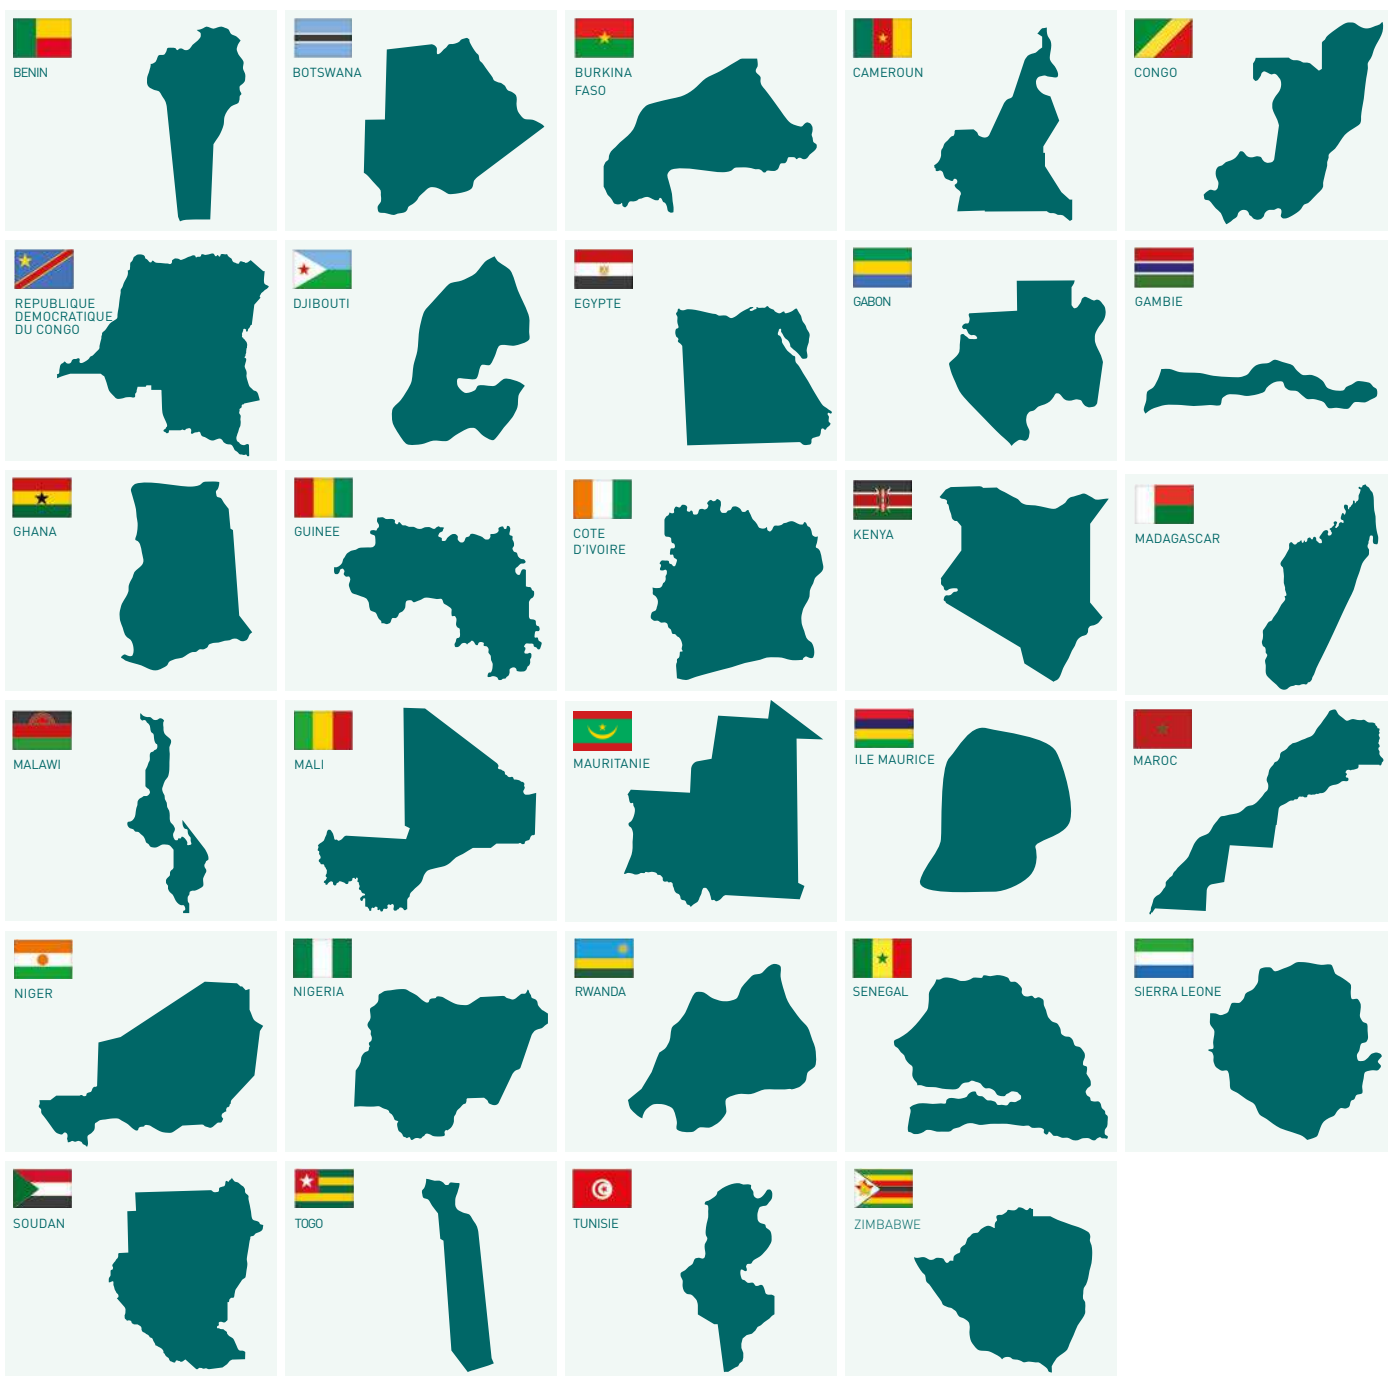 BENIN
BOTSWANA
BURKINA
FASO
CAMEROUN
CONGO
REPUBLIQUE
DEMOCRATIQUE
DU CONGO
DJIBOUTI
EGYPTE
GABON
GAMBIE
GHANA
GUINEE
COTE
D'IVOIRE
KENYA
MADAGASCAR
MALAWI
MALI
MAURITANIE
ILE MAURICE
MAROC
NIGER
NIGERIA
RWANDA
SENEGAL
SIERRA LEONE
SOUDAN
TOGO
TUNISIE
ZIMBABWE